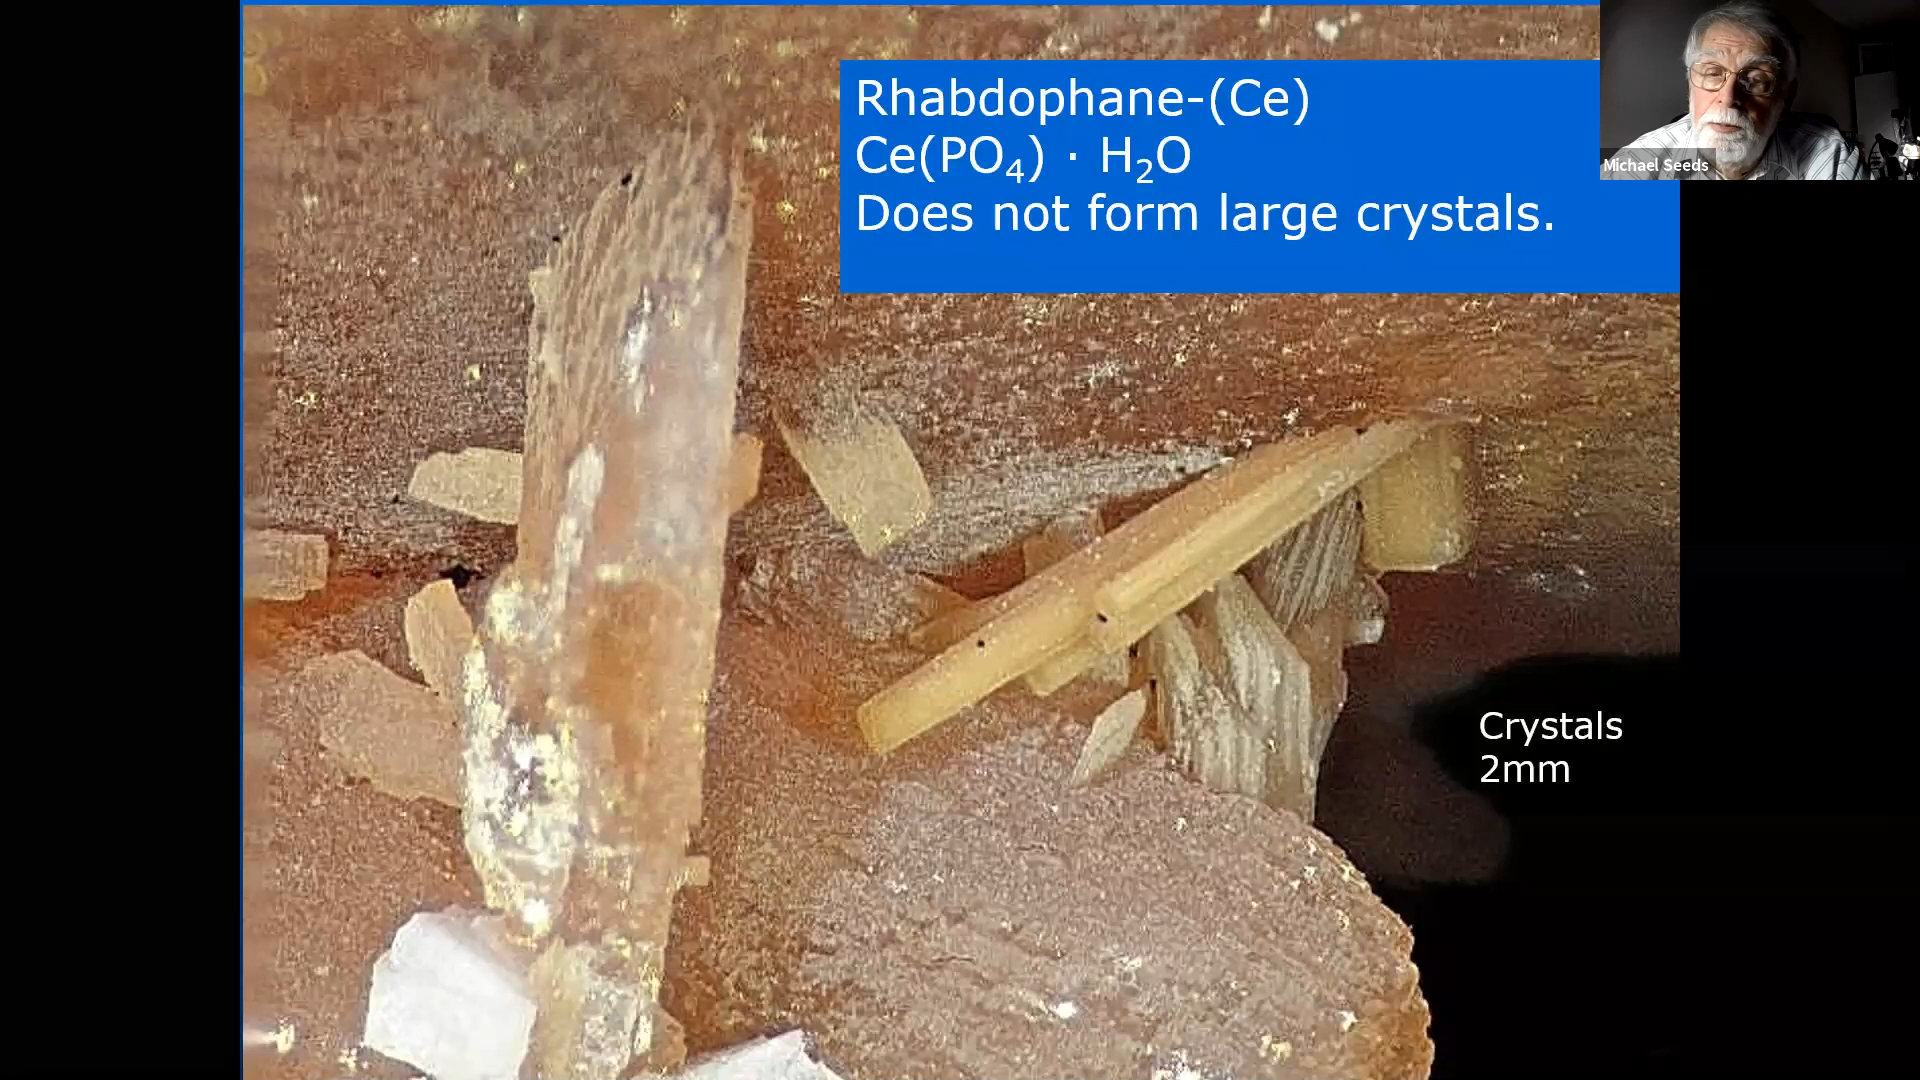 Rhabdophane-(Ce)
Ce(PO₄) · H₂O
Does not form large crystals.
Michael Seeds
Crystals
2mm